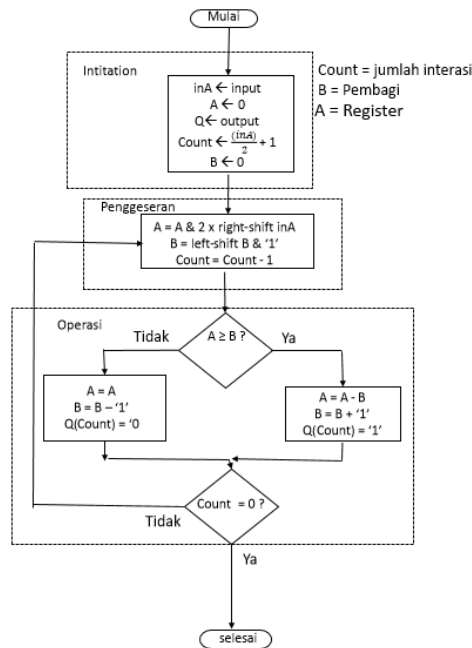 Mulai
Intitation
inA ← input
A ← 0
Q← output
Count ← (inA)/2 + 1
B ← 0
Count = jumlah interasi
B = Pembagi
A = Register
Penggeseran
A = A & 2 x right-shift inA
B = left-shift B & ‘1’
Count = Count - 1
Operasi
Tidak
A ≥ B ?
Ya
A = A
B = B – ‘1’
Q(Count) = ‘0
A = A - B
B = B + ‘1’
Q(Count) = ‘1’
Count = 0 ?
Tidak
Ya
selesai